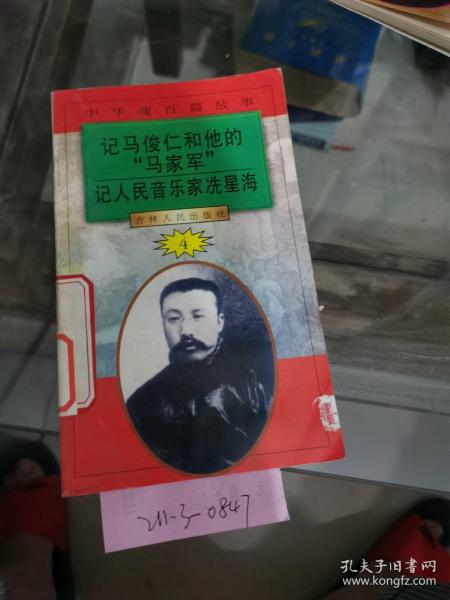 中华魂百篇故事
记马俊仁和他的
“马家军”
记人民音乐家冼星海
吉林人民出版社
4
211-3-0847
孔夫子旧书网
www.kongfz.com